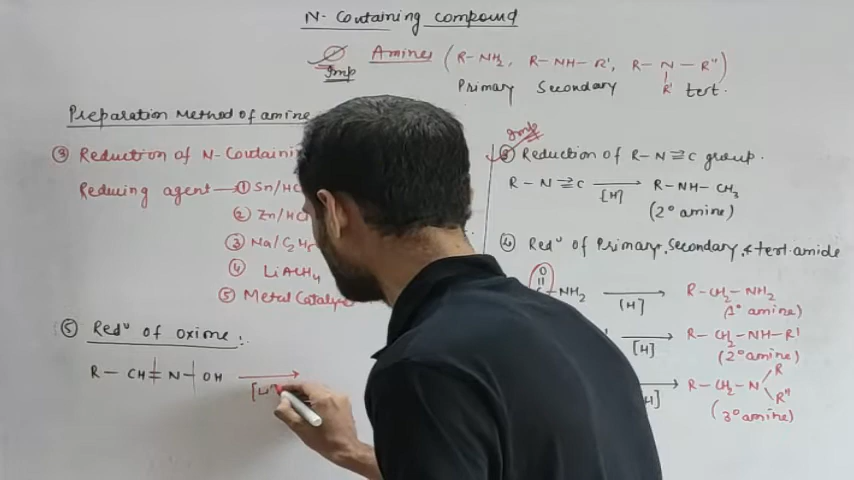 N-Containing compound
Imp
Amines (R-NH₂, R-NH-R', R-N-R'')
R'
Primary Secondary tert.
Preparation Method of amine
③ Reduction of N-Containi
Reducing agent → ① Sn/HC
② Zn/HCl
③ Na/C₂H₅
④ LiAlH₄
⑤ Metal Catalys
⑤ Redⁿ of oxime:
R-CH=N-OH →
[Li
Imp
Reduction of R-N≡C group.
R-N≡C → R-NH-CH₃
[H]
(2° amine)
④ Redⁿ of Primary, Secondary, & tert. amide
O
NH₂ → R-CH₂-NH₂
[H]
(1° amine)
' → R-CH₂-NH-R'
[H]
(2° amine)
→ R-CH₂-N
R
R''
H]
(3° amine)